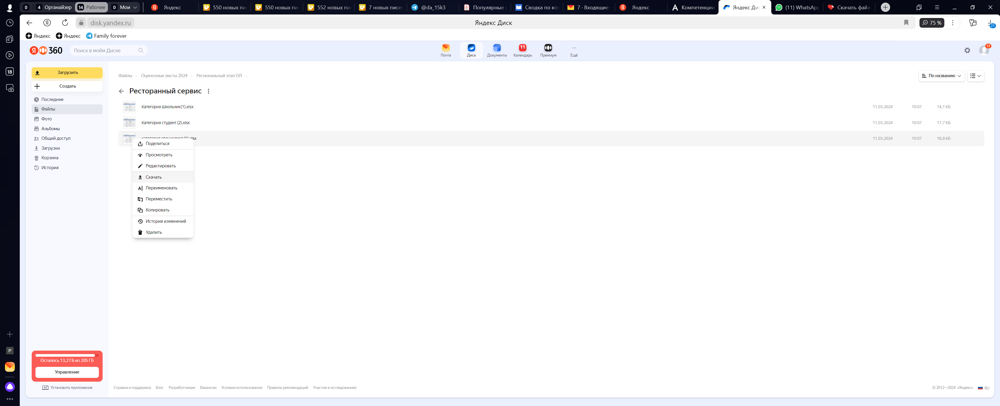 0 4 Органайзер 14 Рабочее 0 Мои
Яндекс
550 новых пи
550 новых пи
552 новых пи
7 новых писе
@da_15k3
Популярные
Сводка по ко
7 · Входящие
Яндекс
Компетенции
Яндекс Ди
(11) WhatsApp
Скачать файл
disk.yandex.ru
Яндекс Диск
75 %
21
Яндекс
Яндекс
Family forever
18
Я 360
Поиск в моём Диске
Почта
Диск
Документы
11
Календарь
Премиум
Ещё
17
Загрузить
Создать
Последние
Файлы
Фото
Альбомы
Общий доступ
Загрузки
Корзина
История
Файлы
Оценочные листы 2024
Региональный этап ОЛ
По названию
Ресторанный сервис
Категория Школьник(1).xlsx 11.03.2024 10:07 14,1 КБ
Категория студент (2).xlsx 11.03.2024 10:07 17,7 КБ
категория специалист (1).xlsx 11.03.2024 10:07 16,8 КБ
Поделиться
Просмотреть
Редактировать
Скачать
Переименовать
Переместить
Копировать
История изменений
Удалить
P
Осталось 13,2 ГБ из 205 ГБ
Управление
Установить приложение
Справка и поддержка Блог Разработчикам Вакансии Условия использования Правила рекомендаций Участие в исследованиях
© 2012—2024 «Яндекс» RU